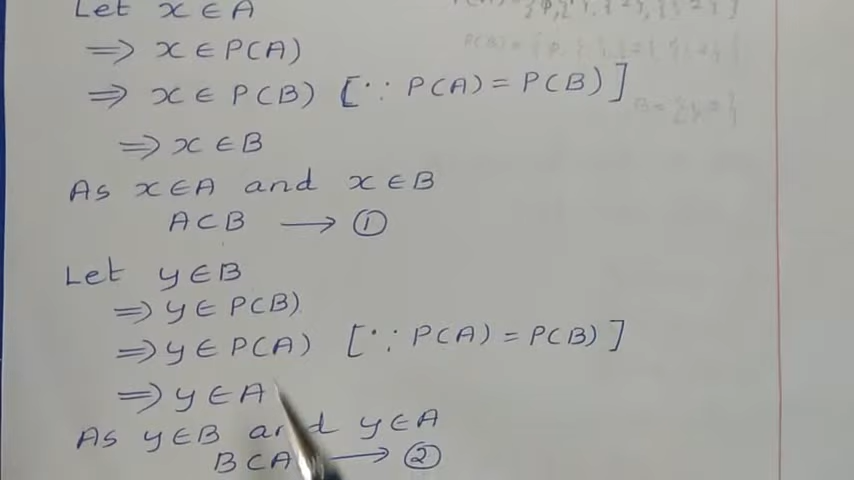 Let x ∈ A
⇒ x ∈ P(A)
⇒ x ∈ P(B) [∵ P(A) = P(B)]
⇒ x ∈ B
As x ∈ A and x ∈ B
A ⊂ B → ①
Let y ∈ B
⇒ y ∈ P(B)
⇒ y ∈ P(A) [∵ P(A) = P(B)]
⇒ y ∈ A
As y ∈ B and y ∈ A
B ⊂ A → ②